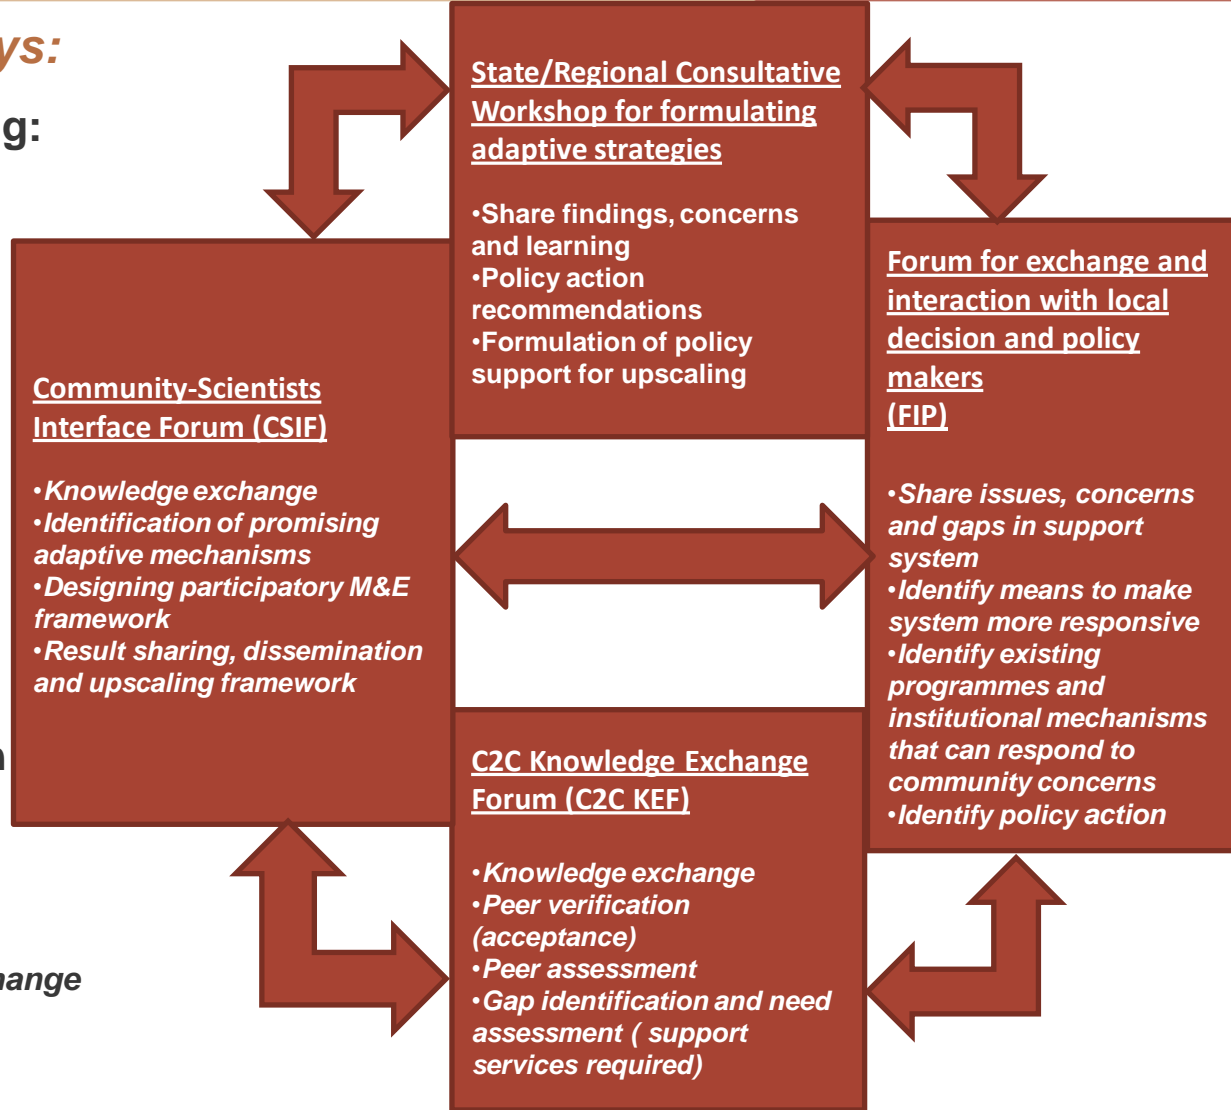 ys:
g:
State/Regional Consultative
Workshop for formulating
adaptive strategies
•Share findings, concerns
and learning
•Policy action
recommendations
•Formulation of policy
support for upscaling
Community-Scientists
Interface Forum (CSIF)
•Knowledge exchange
•Identification of promising
adaptive mechanisms
•Designing participatory M&E
framework
•Result sharing, dissemination
and upscaling framework
Forum for exchange and
interaction with local
decision and policy
makers
(FIP)
•Share issues, concerns
and gaps in support
system
•Identify means to make
system more responsive
•Identify existing
programmes and
institutional mechanisms
that can respond to
community concerns
•Identify policy action
C2C Knowledge Exchange
Forum (C2C KEF)
•Knowledge exchange
•Peer verification
(acceptance)
•Peer assessment
•Gap identification and need
assessment ( support
services required)